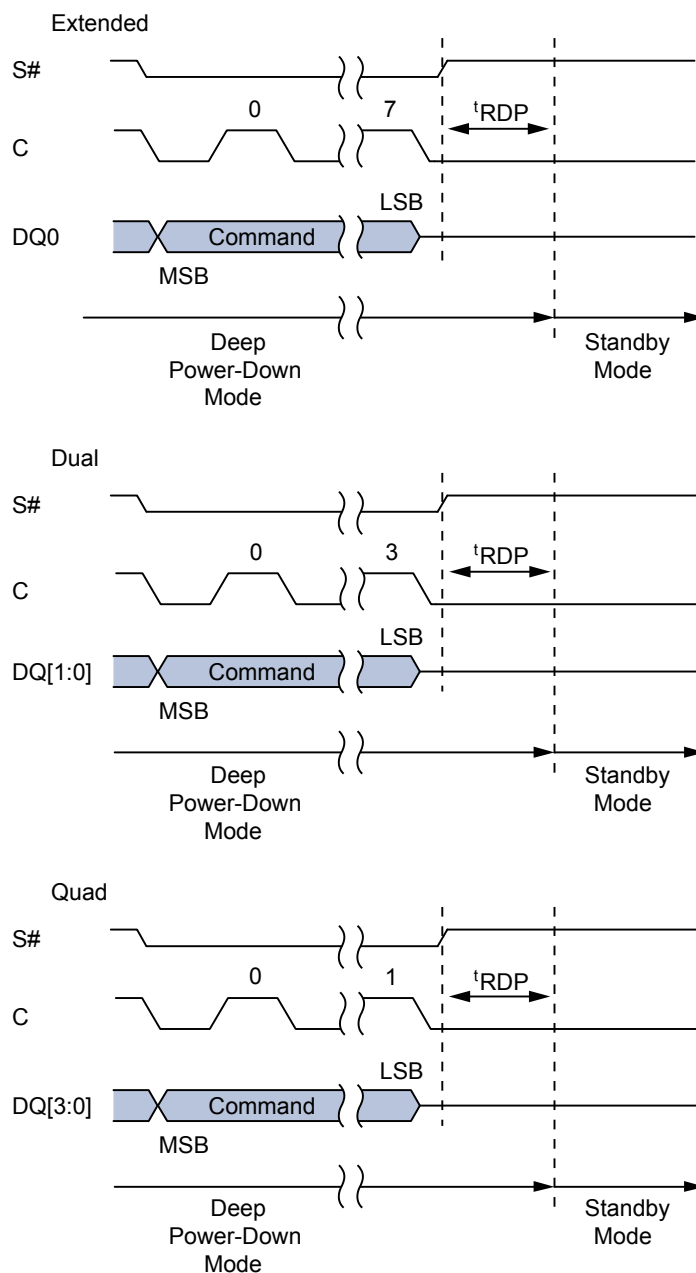 Extended
S#
0 7
tRDP
C
LSB
DQ0 Command
MSB
Deep
Power-Down
Mode
Standby
Mode
Dual
S#
0 3
tRDP
C
LSB
DQ[1:0] Command
MSB
Deep
Power-Down
Mode
Standby
Mode
Quad
S#
0 1
tRDP
C
LSB
DQ[3:0] Command
MSB
Deep
Power-Down
Mode
Standby
Mode